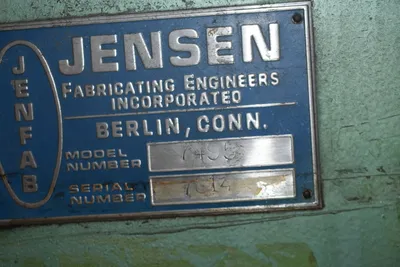 JENFAB
JENSEN
FABRICATING ENGINEERS
INCORPORATED
BERLIN, CONN.
MODEL
NUMBER
SERIAL
NUMBER